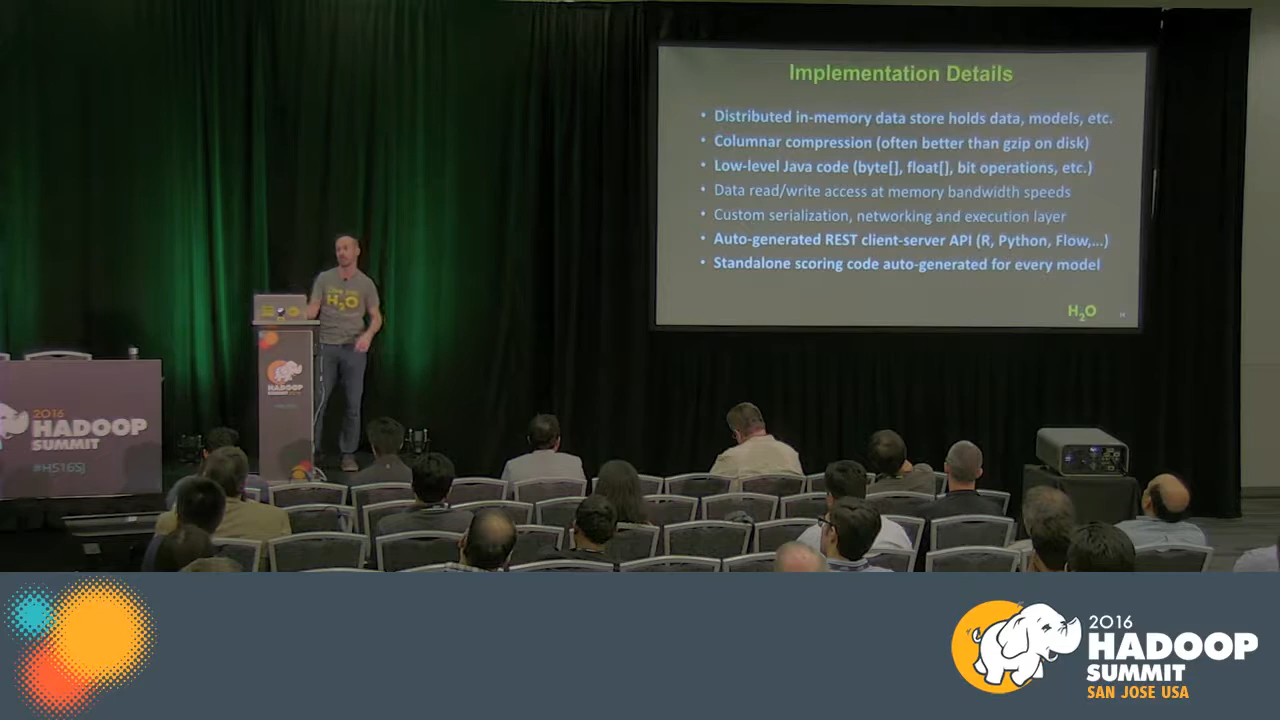 Implementation Details
• Distributed in-memory data store holds data, models, etc.
• Columnar compression (often better than gzip on disk)
• Low-level Java code (byte[], float[], bit operations, etc.)
• Data read/write access at memory bandwidth speeds
• Custom serialization, networking and execution layer
• Auto-generated REST client-server API (R, Python, Flow,...)
• Standalone scoring code auto-generated for every model
H2O
H2O
HADOOP
2016
HADOOP
SUMMIT
#HS16SJ
2016
HADOOP
SUMMIT
SAN JOSE USA